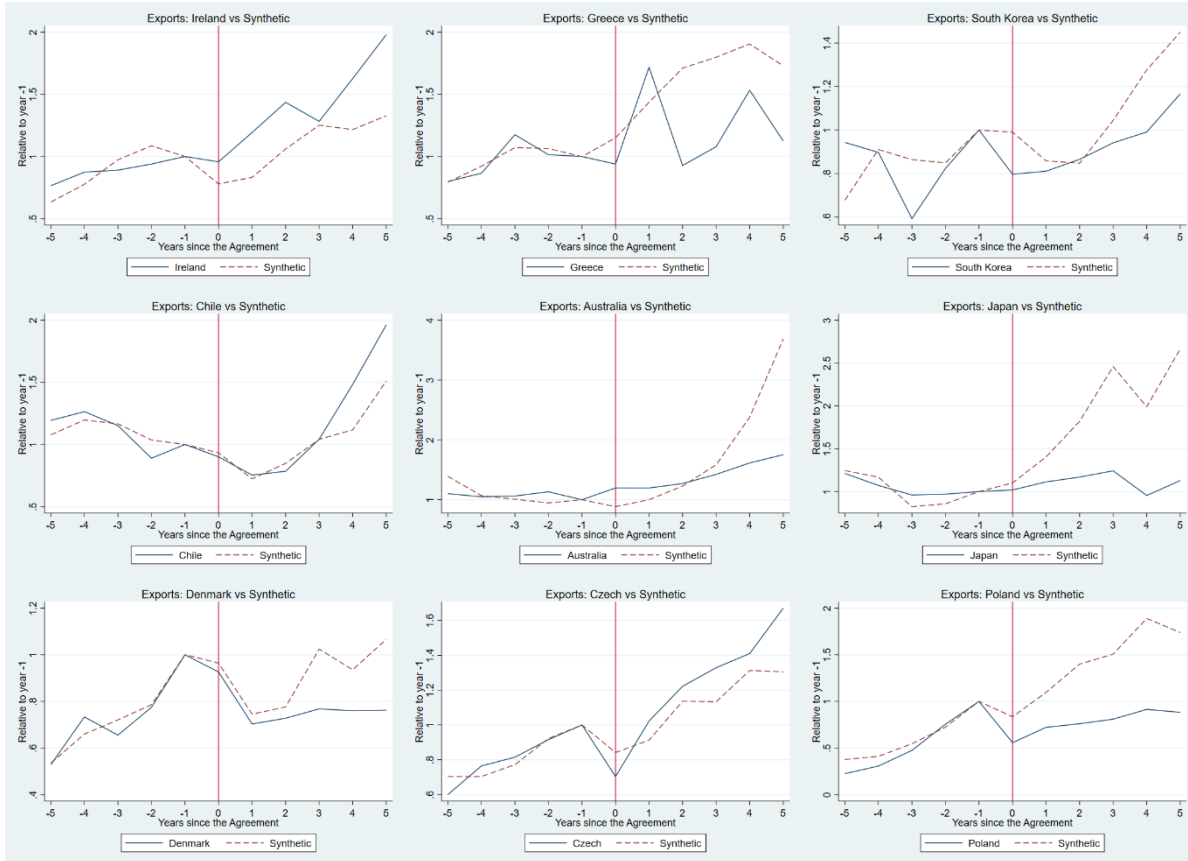 Exports: Ireland vs Synthetic
Relative to year -1
.5 1 1.5 2
-5 -4 -3 -2 -1 0 1 2 3 4 5
Years since the Agreement
Ireland Synthetic
Exports: Greece vs Synthetic
Relative to year -1
.5 1 1.5 2
-5 -4 -3 -2 -1 0 1 2 3 4 5
Years since the Agreement
Greece Synthetic
Exports: South Korea vs Synthetic
Relative to year -1
.6 .8 1 1.2 1.4
-5 -4 -3 -2 -1 0 1 2 3 4 5
Years since the Agreement
South Korea Synthetic
Exports: Chile vs Synthetic
Relative to year -1
.5 1 1.5 2
-5 -4 -3 -2 -1 0 1 2 3 4 5
Years since the Agreement
Chile Synthetic
Exports: Australia vs Synthetic
Relative to year -1
1 2 3 4
-5 -4 -3 -2 -1 0 1 2 3 4 5
Years since the Agreement
Australia Synthetic
Exports: Japan vs Synthetic
Relative to year -1
1 1.5 2 2.5 3
-5 -4 -3 -2 -1 0 1 2 3 4 5
Years since the Agreement
Japan Synthetic
Exports: Denmark vs Synthetic
Relative to year -1
.4 .6 .8 1 1.2
-5 -4 -3 -2 -1 0 1 2 3 4 5
Years since the Agreement
Denmark Synthetic
Exports: Czech vs Synthetic
Relative to year -1
.6 .8 1 1.2 1.4 1.6
-5 -4 -3 -2 -1 0 1 2 3 4 5
Years since the Agreement
Czech Synthetic
Exports: Poland vs Synthetic
Relative to year -1
0 .5 1 1.5 2
-5 -4 -3 -2 -1 0 1 2 3 4 5
Years since the Agreement
Poland Synthetic